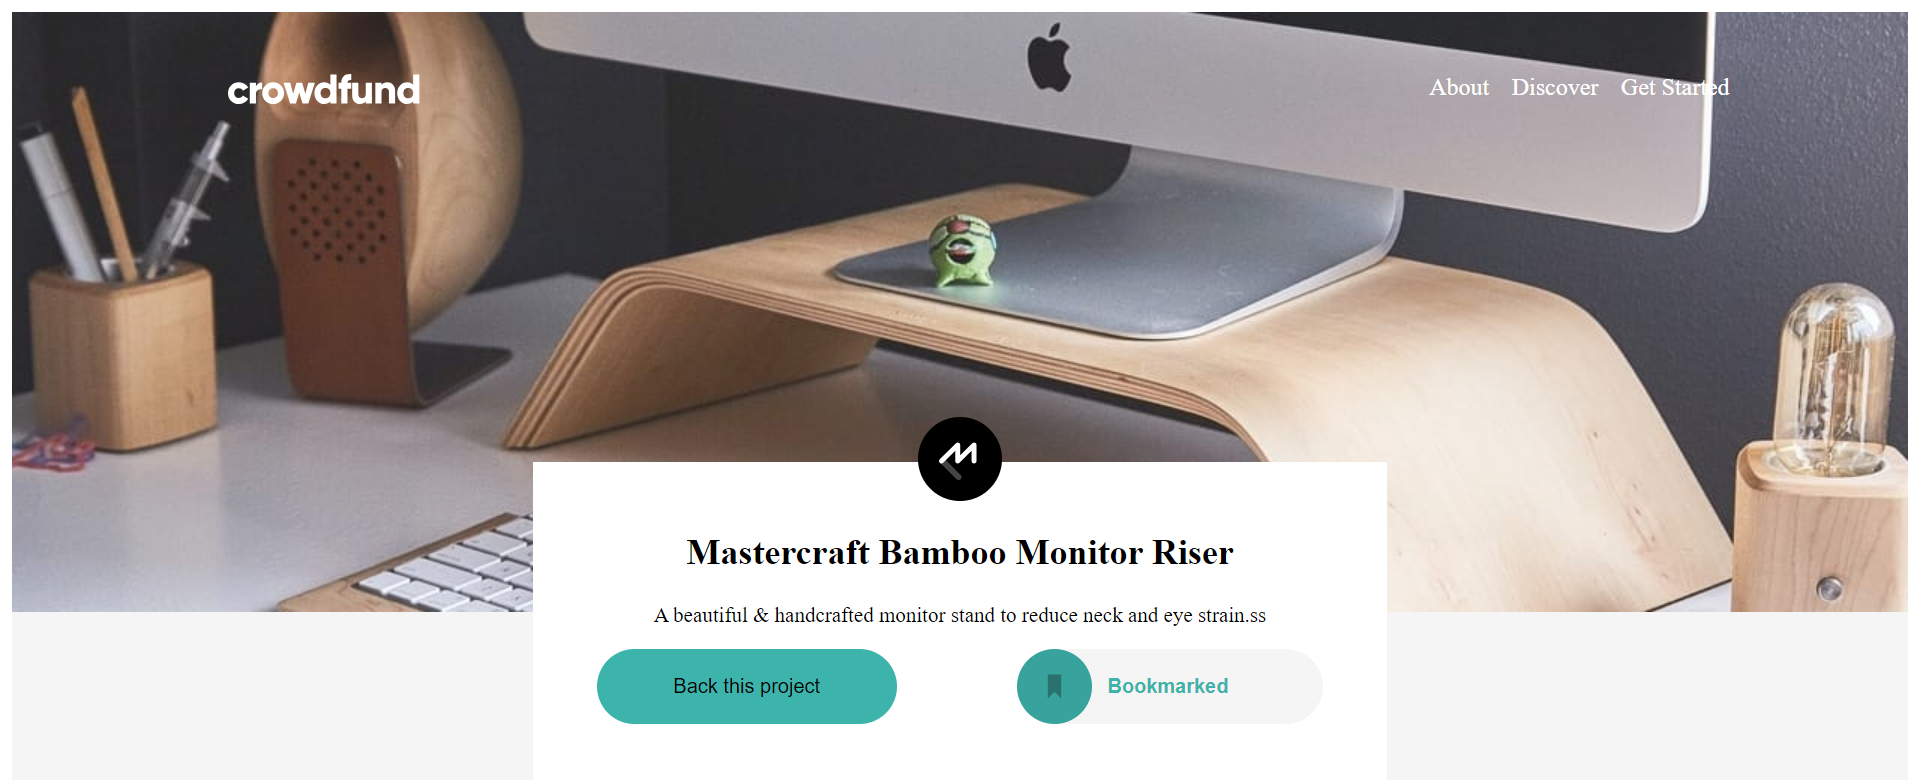 crowdfund
About Discover Get Started
Mastercraft Bamboo Monitor Riser
A beautiful & handcrafted monitor stand to reduce neck and eye strain.ss
Back this project
Bookmarked